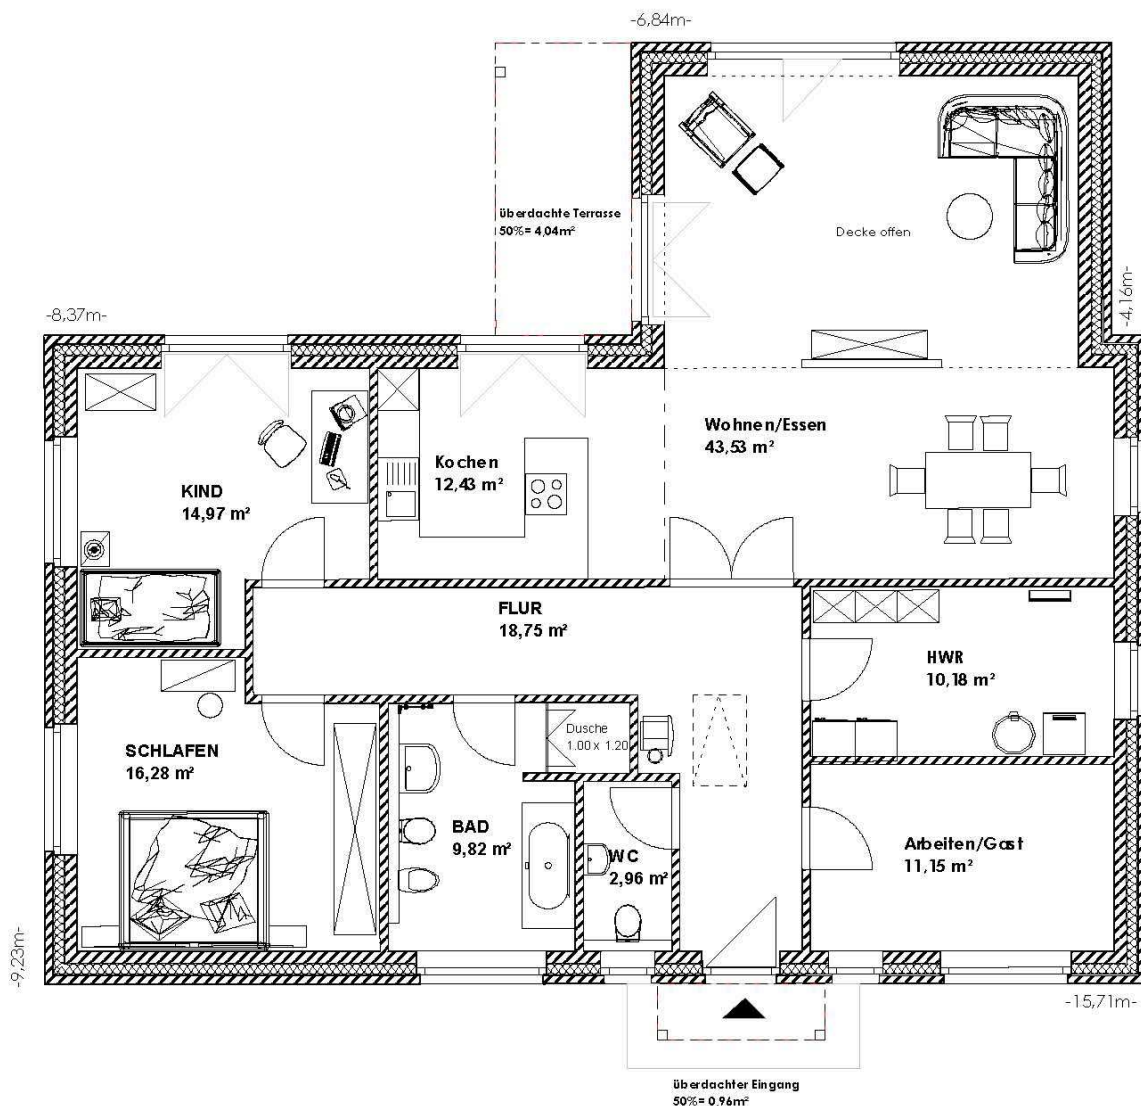 -6,84m-
überdachte Terrasse
50%= 4,04m²
Decke offen
-4,16m-
-8,37m-
Wohnen/Essen
43,53 m²
Kochen
12,43 m²
KIND
14,97 m²
FLUR
18,75 m²
HWR
10,18 m²
Dusche
1.00 x 1.20
SCHLAFEN
16,28 m²
BAD
9,82 m²
WC
2,96 m²
Arbeiten/Gast
11,15 m²
-9,23m-
-15,71m-
überdachter Eingang
50%= 0,96m²